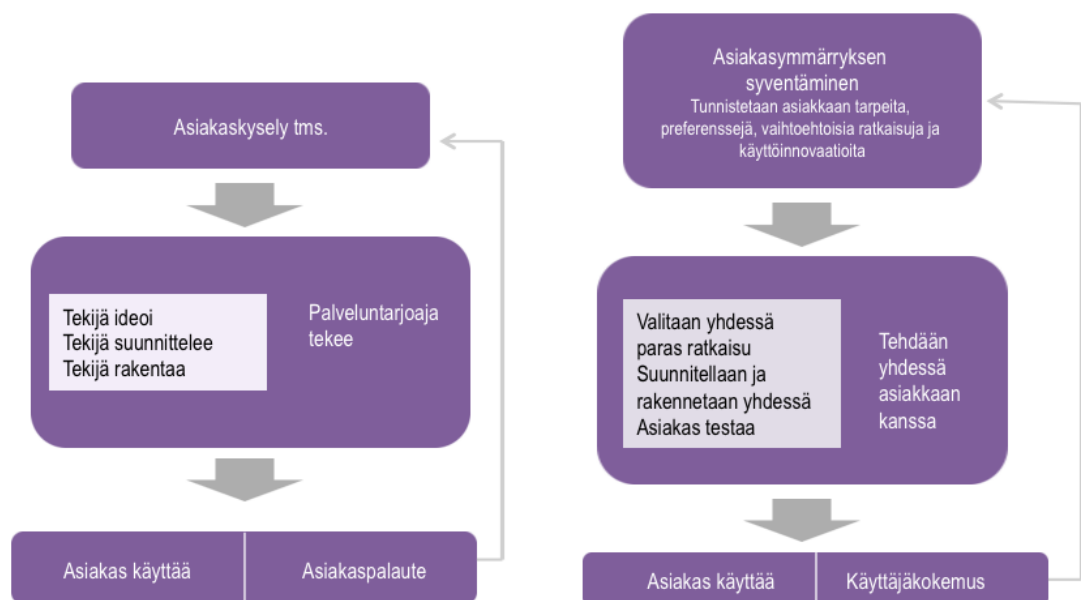 Asiakaskysely tms.
Tekijä ideoi
Tekijä suunnittelee
Tekijä rakentaa
Palveluntarjoaja
tekee
Asiakas käyttää
Asiakaspalaute
Asiakasymmärryksen
syventäminen
Tunnistetaan asiakkaan tarpeita,
preferenssejä, vaihtoehtoisia ratkaisuja ja
käyttöinnovaatioita
Valitaan yhdessä
paras ratkaisu
Suunnitellaan ja
rakennetaan yhdessä
Asiakas testaa
Tehdään
yhdessä
asiakkaan
kanssa
Asiakas käyttää
Käyttäjäkokemus